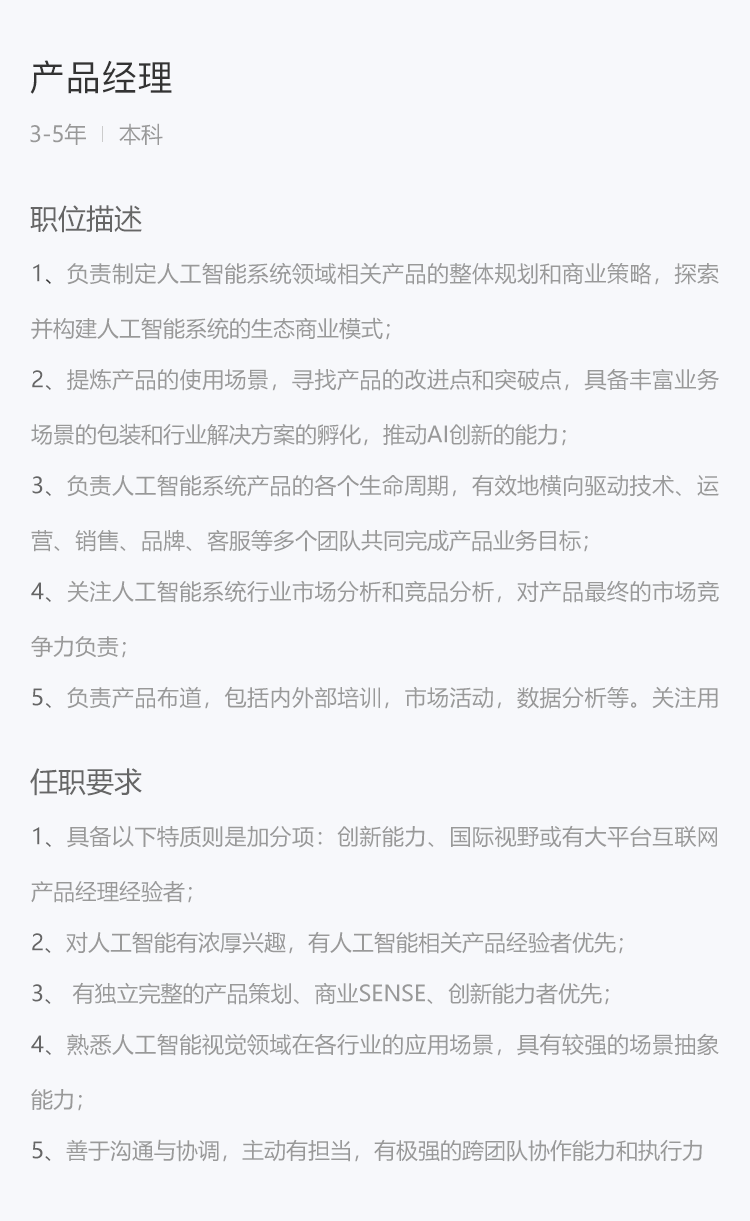 产品经理
3-5年 | 本科
职位描述
1、负责制定人工智能系统领域相关产品的整体规划和商业策略，探索
并构建人工智能系统的生态商业模式；
2、提炼产品的使用场景，寻找产品的改进点和突破点，具备丰富业务
场景的包装和行业解决方案的孵化，推动AI创新的能力；
3、负责人工智能系统产品的各个生命周期，有效地横向驱动技术、运
营、销售、品牌、客服等多个团队共同完成产品业务目标；
4、关注人工智能系统行业市场分析和竞品分析，对产品最终的市场竞
争力负责；
5、负责产品布道，包括内外部培训，市场活动，数据分析等。关注用
任职要求
1、具备以下特质则是加分项：创新能力、国际视野或有大平台互联网
产品经理经验者；
2、对人工智能有浓厚兴趣，有人工智能相关产品经验者优先；
3、 有独立完整的产品策划、商业SENSE、创新能力者优先；
4、熟悉人工智能视觉领域在各行业的应用场景，具有较强的场景抽象
能力；
5、善于沟通与协调，主动有担当，有极强的跨团队协作能力和执行力